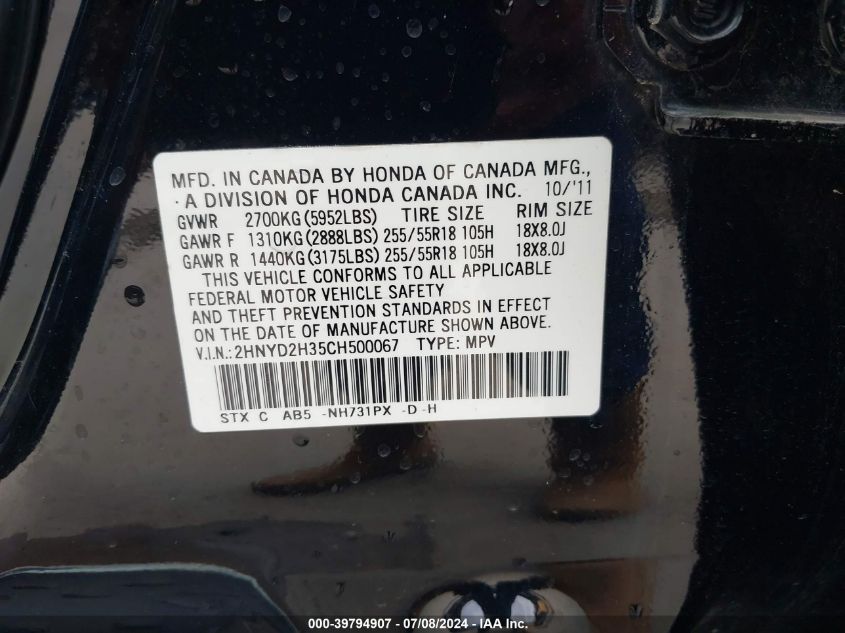 MFD. IN CANADA BY HONDA OF CANADA MFG.,
A DIVISION OF HONDA CANADA INC. 10/'11
GVWR 2700KG(5952LBS) TIRE SIZE RIM SIZE
GAWR F 1310KG(2888LBS) 255/55R18 105H 18X8.0J
GAWR R 1440KG(3175LBS) 255/55R18 105H 18X8.0J
THIS VEHICLE CONFORMS TO ALL APPLICABLE
FEDERAL MOTOR VEHICLE SAFETY
AND THEFT PREVENTION STANDARDS IN EFFECT
ON THE DATE OF MANUFACTURE SHOWN ABOVE.
V.I.N.:2HNYD2H35CH500067 TYPE: MPV
STX C AB5 -NH731PX -D -H
000-39794907 / 07/08/2024 - IAA Inc.